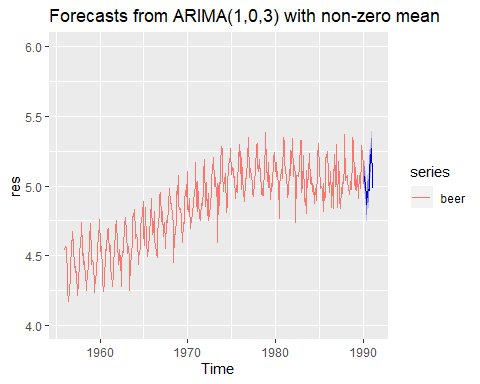 Forecasts from ARIMA(1,0,3) with non-zero mean
6.0
5.5
5.0
4.5
4.0
res
1960
1970
1980
1990
Time
series
beer